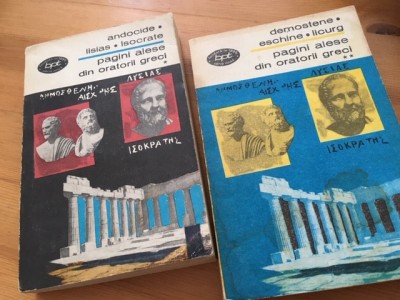 andocide •
lisias • isocrate
pagini alese
din oratorii greci *
bpt
ΛΥΣΙΑΣ
ΔΗΜΟΣΘΕΝΗΣ
ΑΙΣΧΙΝΗΣ
ΙΣΟΚΡΑΤΗΣ
demostene •
eschine • licurg
pagini alese
din oratorii greci
**
bpt
ΛΥΣΙΑΣ
ΔΗΜΟΣΘΕΝΗΣ
ΑΙΣΧΙΝΗΣ
ΙΣΟΚΡΑΤΗΣ